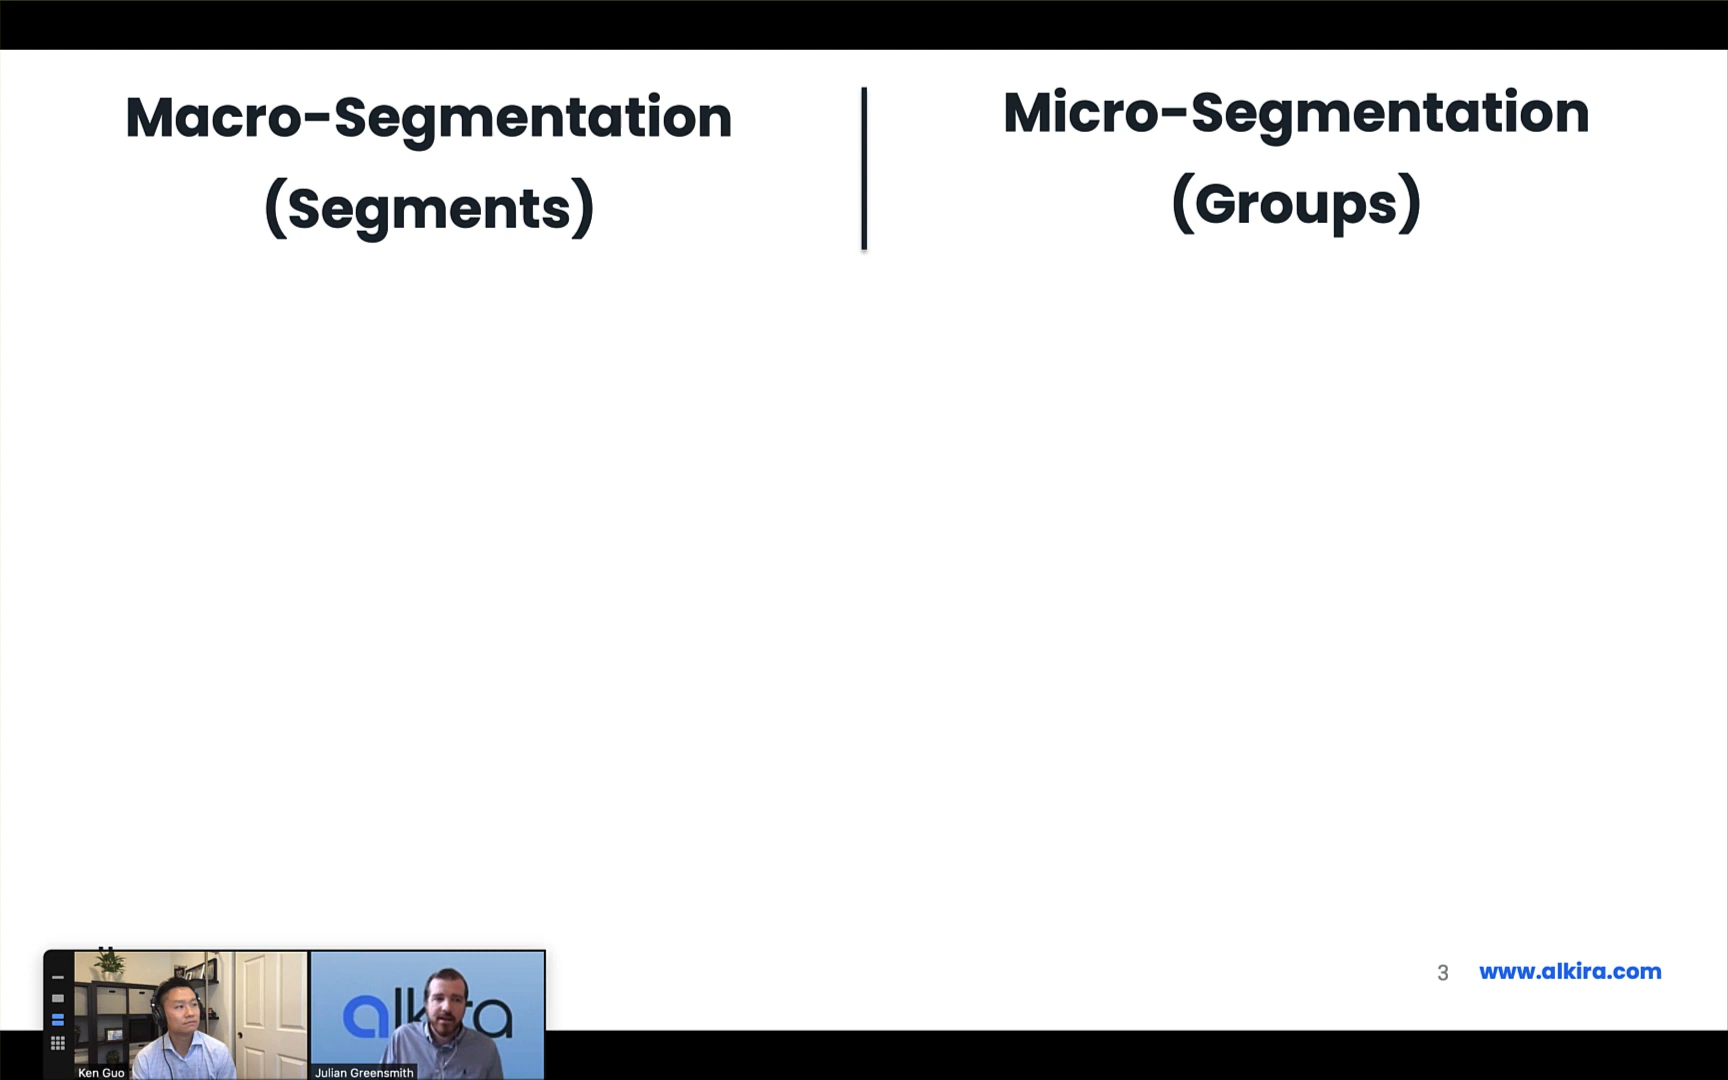 Macro-Segmentation
(Segments)
Micro-Segmentation
(Groups)
3
www.alkira.com
Ken Guo
Julian Greensmith